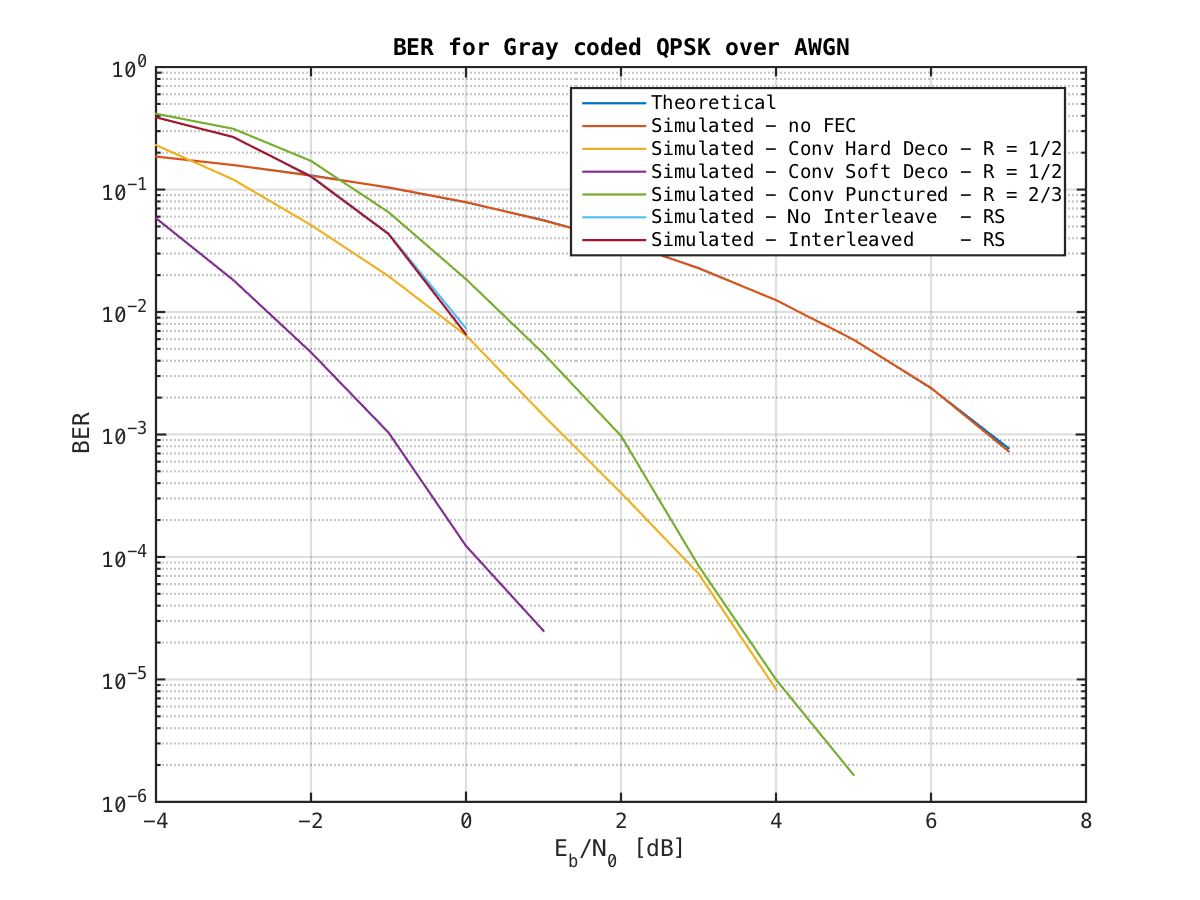 BER for Gray coded QPSK over AWGN
Theoretical
Simulated - no FEC
Simulated - Conv Hard Deco - R = 1/2
Simulated - Conv Soft Deco - R = 1/2
Simulated - Conv Punctured - R = 2/3
Simulated - No Interleave - RS
Simulated - Interleaved - RS
10^0
10^-1
10^-2
10^-3
10^-4
10^-5
10^-6
BER
-4 -2 0 2 4 6 8
E_b/N_0 [dB]